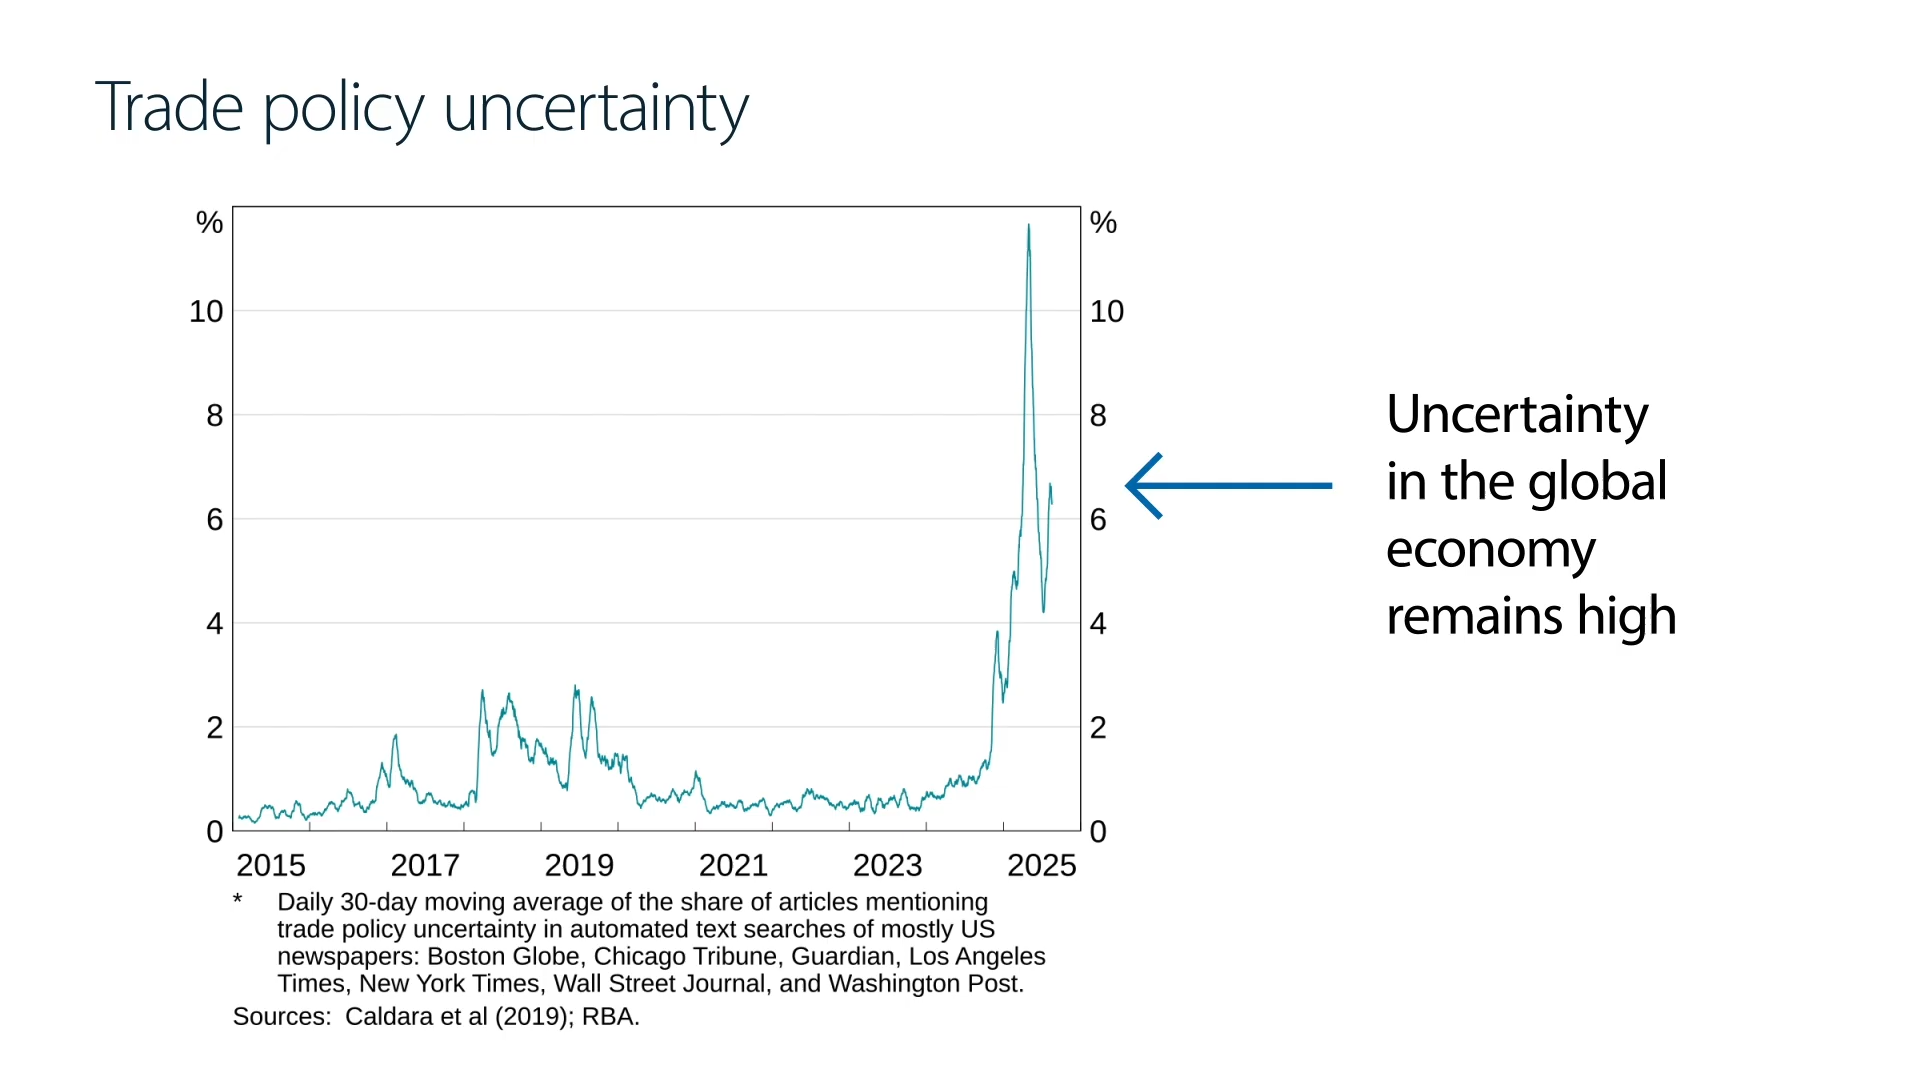 Trade policy uncertainty
% %
10 10
8 8
6 6
4 4
2 2
0 0
2015 2017 2019 2021 2023 2025
Uncertainty
in the global
economy
remains high
* Daily 30-day moving average of the share of articles mentioning
trade policy uncertainty in automated text searches of mostly US
newspapers: Boston Globe, Chicago Tribune, Guardian, Los Angeles
Times, New York Times, Wall Street Journal, and Washington Post.
Sources: Caldara et al (2019); RBA.